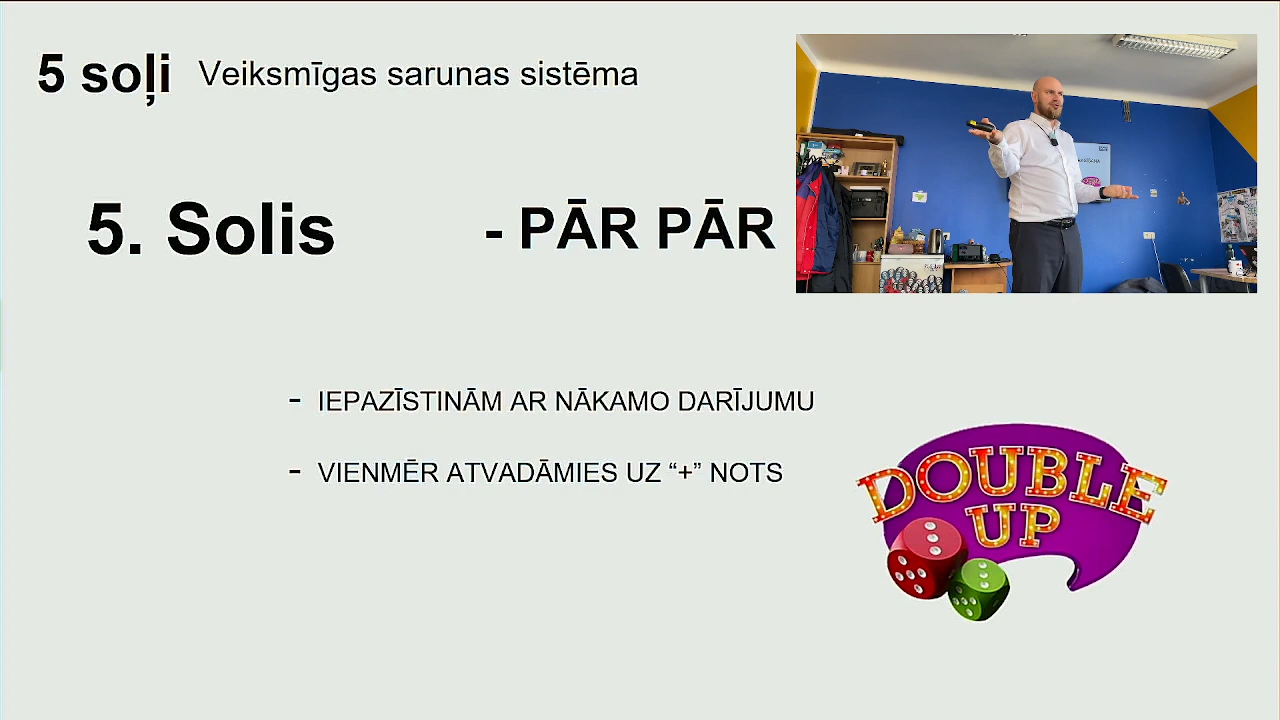 5 soļi Veiksmīgas sarunas sistēma
5. Solis - PĀR PĀR
- IEPAZĪSTINĀM AR NĀKAMO DARĪJUMU
- VIENMĒR ATVADĀMIES UZ “+” NOTS
DOUBLE
UP